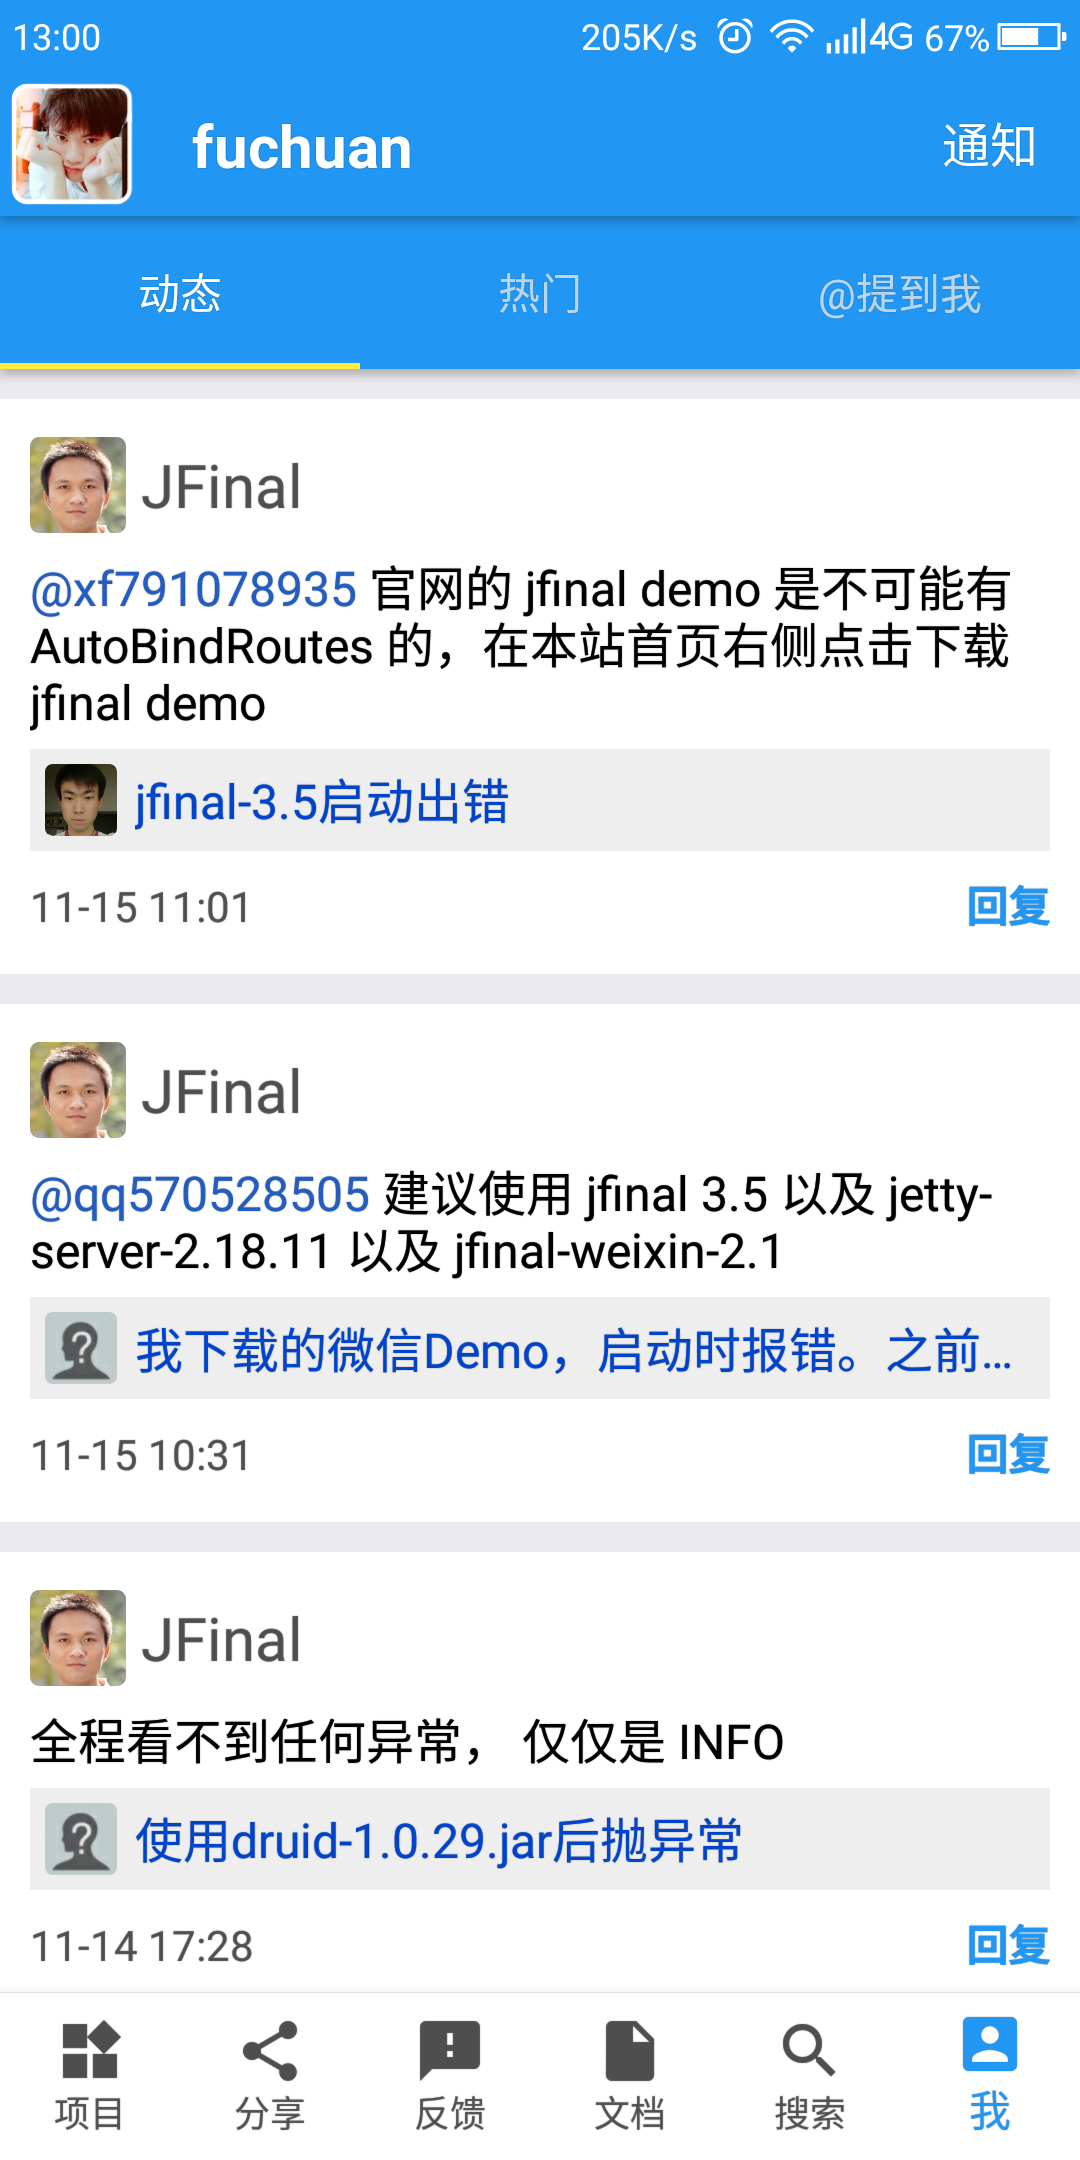 13:00 205K/s 4G 67%
fuchuan 通知
动态 热门 @提到我
JFinal
@xf791078935 官网的 jfinal demo 是不可能有
AutoBindRoutes 的，在本站首页右侧点击下载
jfinal demo
jfinal-3.5启动出错
11-15 11:01 回复
JFinal
@qq570528505 建议使用 jfinal 3.5 以及 jetty-
server-2.18.11 以及 jfinal-weixin-2.1
我下载的微信Demo，启动时报错。之前...
11-15 10:31 回复
JFinal
全程看不到任何异常， 仅仅是 INFO
使用druid-1.0.29.jar后抛异常
11-14 17:28 回复
项目 分享 反馈 文档 搜索 我